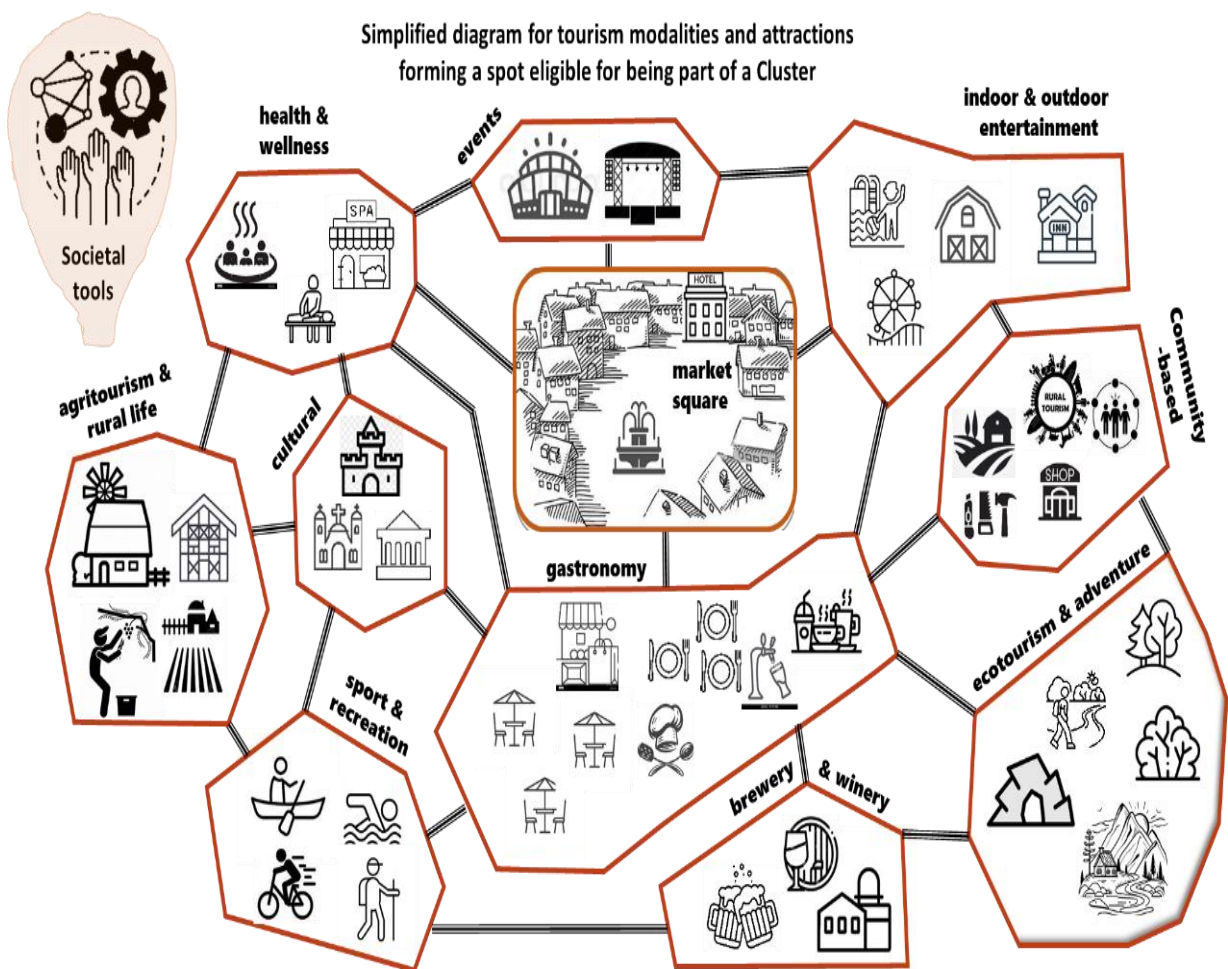 Simplified diagram for tourism modalities and attractions
forming a spot eligible for being part of a Cluster
Societal
tools
health &
wellness
SPA
events
indoor & outdoor
entertainment
INN
HOTEL
market
square
Community
-based
RURAL
TOURISM
SHOP
agritourism &
rural life
cultural
gastronomy
sport &
recreation
brewery & winery
ecotourism & adventure